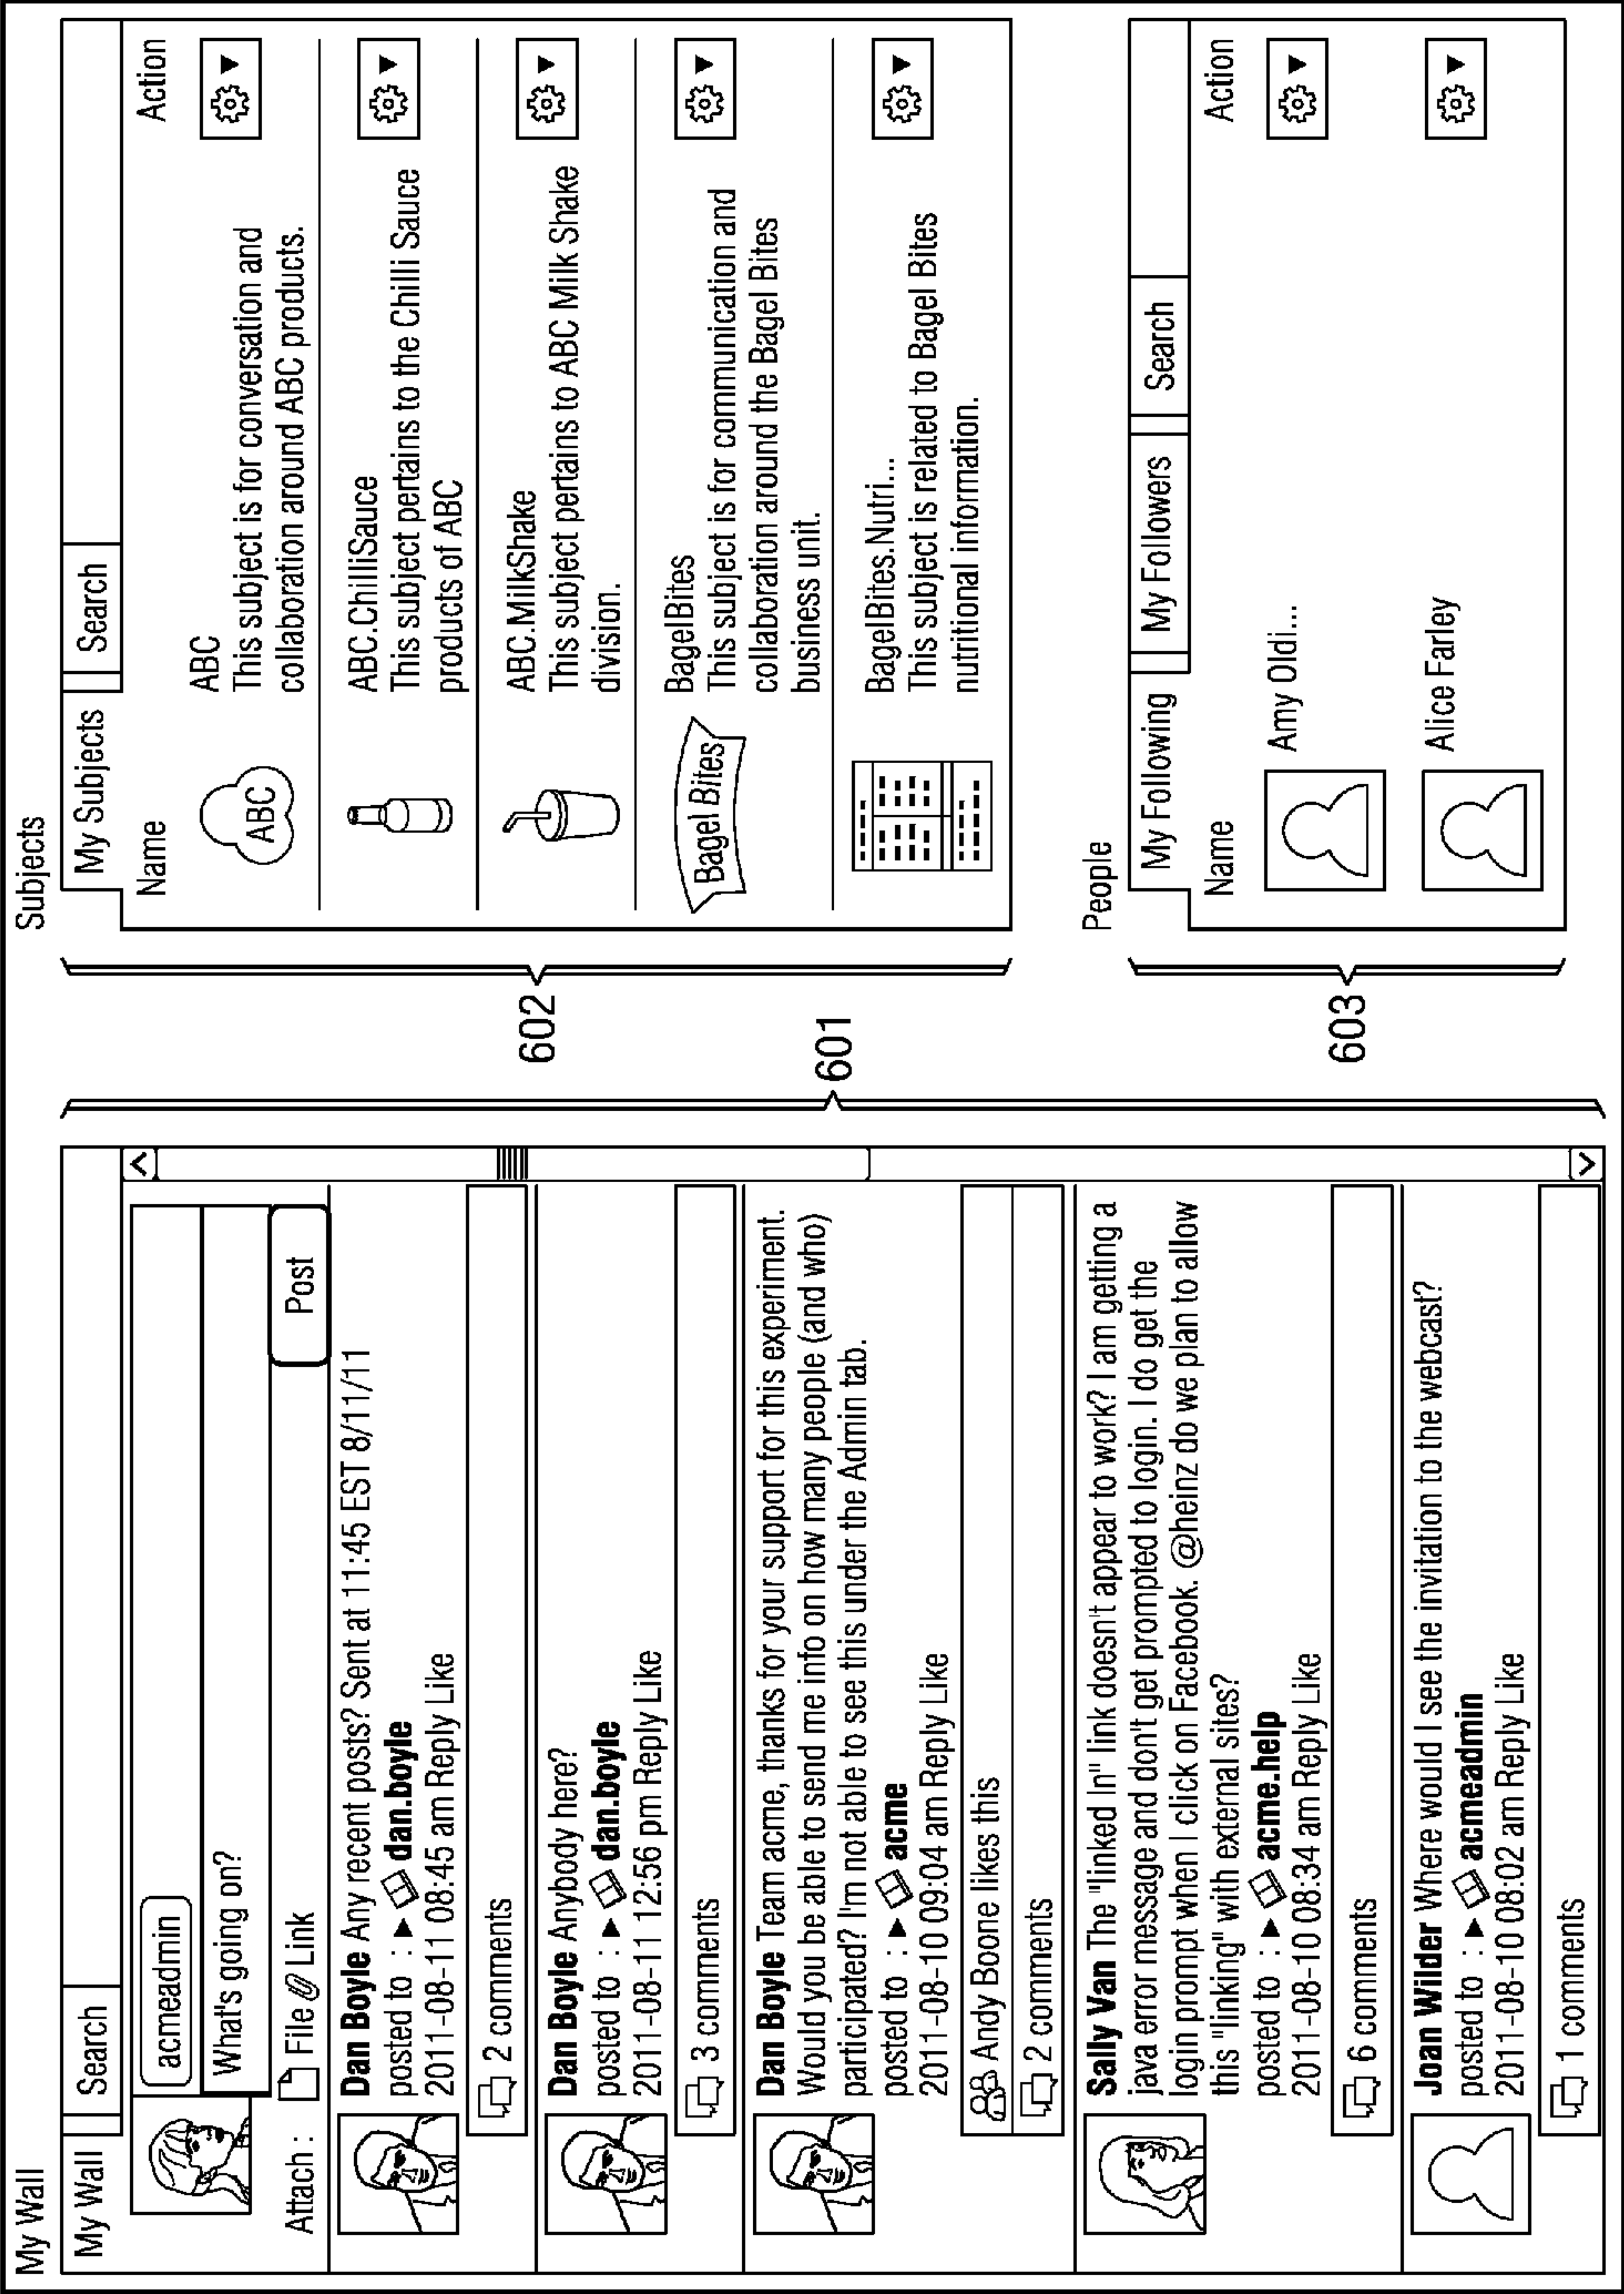 My Wall
My Wall
Search
acmeadmin
What's going on?
Attach : File Link
Post
Dan Boyle Any recent posts? Sent at 11:45 EST 8/11/11
posted to : ▶ dan.boyle
2011-08-11 08:45 am Reply Like
2 comments
Dan Boyle Anybody here?
posted to : ▶ dan.boyle
2011-08-11 12:56 pm Reply Like
3 comments
Dan Boyle Team acme, thanks for your support for this experiment.
Would you be able to send me info on how many people (and who)
participated? I'm not able to see this under the Admin tab.
posted to : ▶ acme
2011-08-10 09:04 am Reply Like
Andy Boone likes this
2 comments
Sally Van The "linked In" link doesn't appear to work? I am getting a
java error message and don't get prompted to login. I do get the
login prompt when I click on Facebook. @heinz do we plan to allow
this "linking" with external sites?
posted to : ▶ acme.help
2011-08-10 08:34 am Reply Like
6 comments
Joan Wilder Where would I see the invitation to the webcast?
posted to : ▶ acmeadmin
2011-08-10 08:02 am Reply Like
1 comments
601
602
603
Subjects
My Subjects
Search
Name
Action
ABC
ABC
This subject is for conversation and
collaboration around ABC products.
ABC.ChilliSauce
This subject pertains to the Chilli Sauce
products of ABC
ABC.MilkShake
This subject pertains to ABC Milk Shake
division.
Bagel Bites
BagelBites
This subject is for communication and
collaboration around the Bagel Bites
business unit.
BagelBites.Nutri...
This subject is related to Bagel Bites
nutritional information.
People
My Following
My Followers
Search
Name
Action
Amy Oldi...
Alice Farley